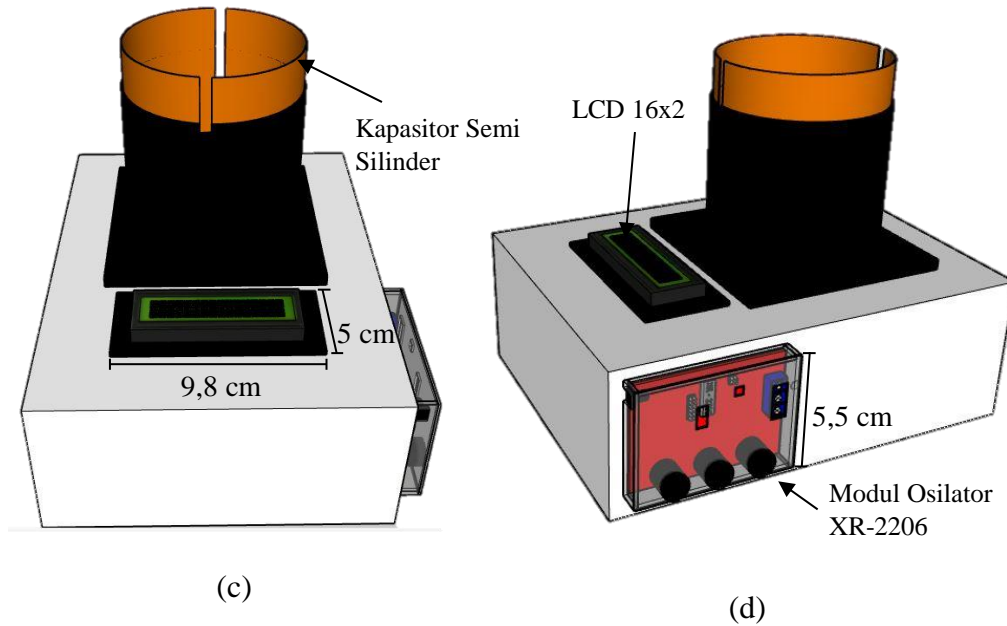 Kapasitor Semi
Silinder
5 cm
9,8 cm
(c)
LCD 16x2
5,5 cm
Modul Osilator
XR-2206
(d)